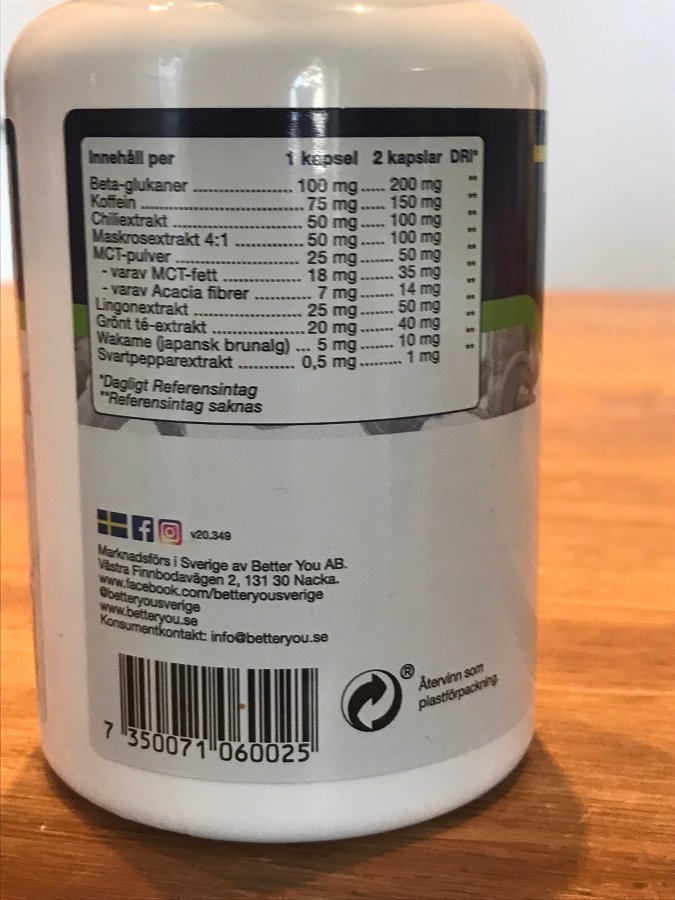 Innehåll per 1 kapsel 2 kapslar DRI*
Beta-glukaner .................... 100 mg ..... 200 mg **
Koffein ................................ 75 mg ..... 150 mg **
Chiliextrakt ........................ 50 mg ..... 100 mg **
Maskrosextrakt 4:1 ............. 50 mg ..... 100 mg **
MCT-pulver ........................ 25 mg ...... 50 mg **
- varav MCT-fett ................. 18 mg ...... 35 mg **
- varav Acacia fibrer ........... 7 mg ....... 14 mg **
Lingonextrakt ..................... 25 mg ...... 50 mg **
Grönt té-extrakt ................. 20 mg ...... 40 mg **
Wakame (japansk brunalg) ... 5 mg ....... 10 mg **
Svartpepparextrakt ............ 0,5 mg ......... 1 mg
*Dagligt Referensintag
**Referensintag saknas
v20.349
Marknadsförs i Sverige av Better You AB.
Västra Finnbodavägen 2, 131 30 Nacka.
www.facebook.com/betteryousverige
@betteryousverige
www.betteryou.se
Konsumentkontakt: info@betteryou.se
7 350071 060025
®
Återvinn som
plastförpackning.